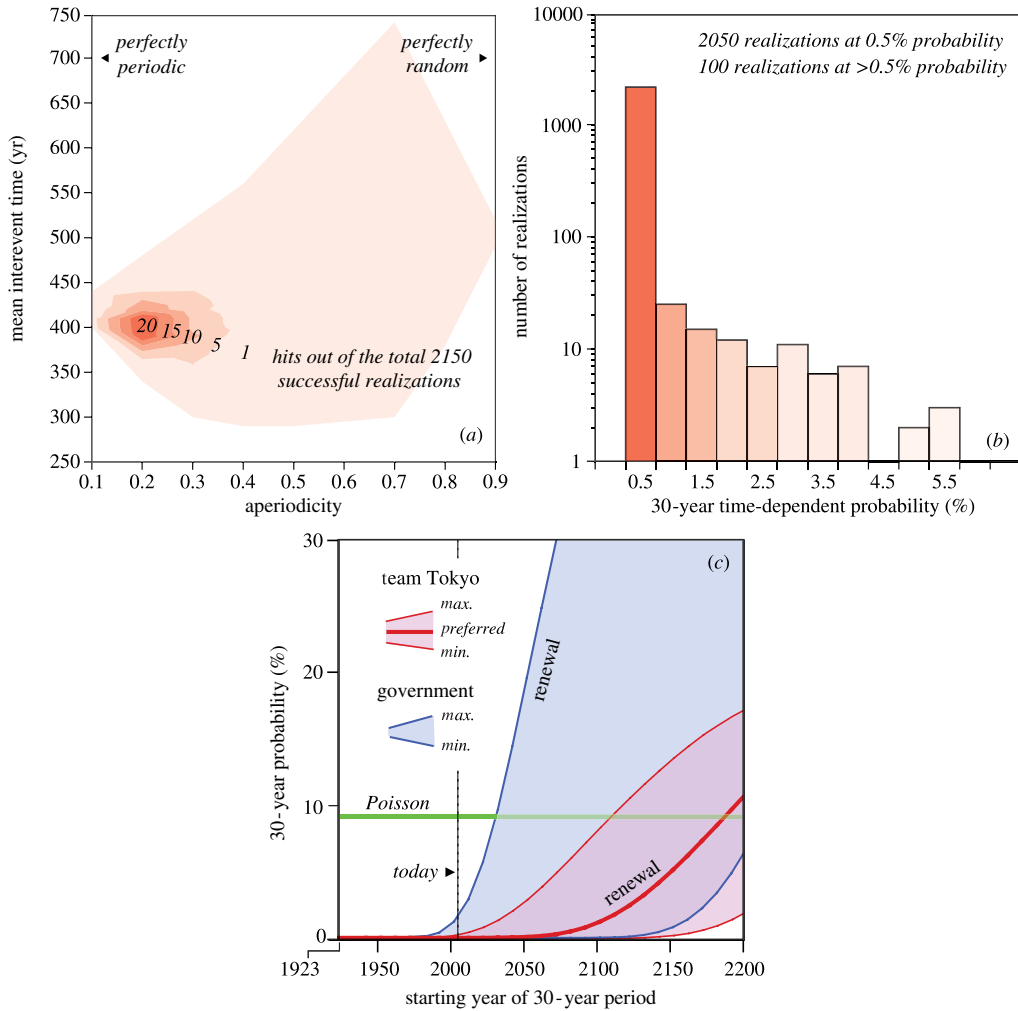 750
700
650
600
550
500
450
400
350
300
250
mean interevent time (yr)
perfectly
periodic
perfectly
random
20 15 10 5 1
hits out of the total 2150
successful realizations
(a)
0.1 0.2 0.3 0.4 0.5 0.6 0.7 0.8 0.9
aperiodicity
10000
1000
100
10
1
number of realizations
2050 realizations at 0.5% probability
100 realizations at >0.5% probability
(b)
0.5 1.5 2.5 3.5 4.5 5.5
30-year time-dependent probability (%)
30
20
10
0
30-year probability (%)
(c)
team Tokyo
max.
preferred
min.
government
max.
min.
renewal
Poisson
today
renewal
1923 1950 2000 2050 2100 2150 2200
starting year of 30-year period